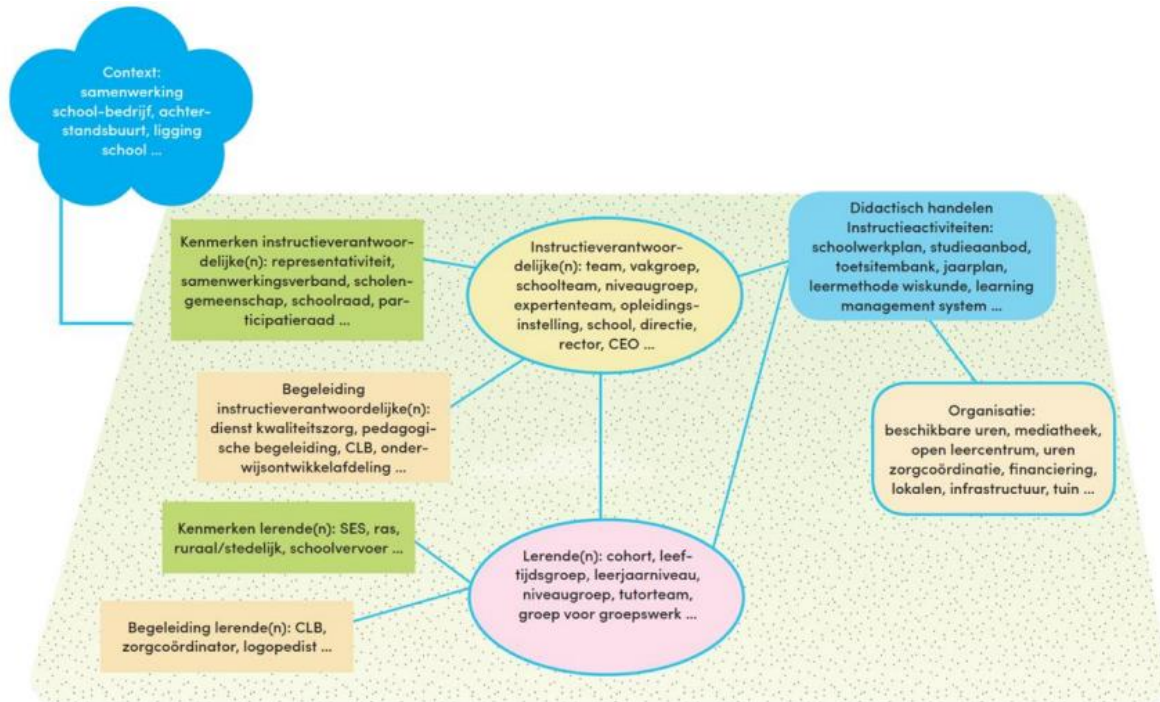 Context:
samenwerking
school-bedrijf, achter-
standsbuurt, ligging
school ...
Kenmerken instructieverantwoor-
delijke(n): representativiteit,
samenwerkingsverband, scholen-
gemeenschap, schoolraad, par-
ticipatieraad ...
Instructieverantwoor-
delijke(n): team, vakgroep,
schoolteam, niveaugroep,
expertenteam, opleidings-
instelling, school, directie,
rector, CEO ...
Didactisch handelen
Instructieactiviteiten:
schoolwerkplan, studieaanbod,
toetsitembank, jaarplan,
leermethode wiskunde, learning
management system ...
Begeleiding
instructieverantwoordelijke(n):
dienst kwaliteitszorg, pedagogi-
sche begeleiding, CLB, onder-
wijsontwikkelafdeling ...
Organisatie:
beschikbare uren, mediatheek,
open leercentrum, uren
zorgcoördinatie, financiering,
lokalen, infrastructuur, tuin ...
Kenmerken lerende(n): SES, ras,
ruraal/stedelijk, schoolvervoer ...
Lerende(n): cohort, leef-
tijdsgroep, leerjaarniveau,
niveaugroep, tutorteam,
groep voor groepswerk ...
Begeleiding lerende(n): CLB,
zorgcoördinator, logopedist ...